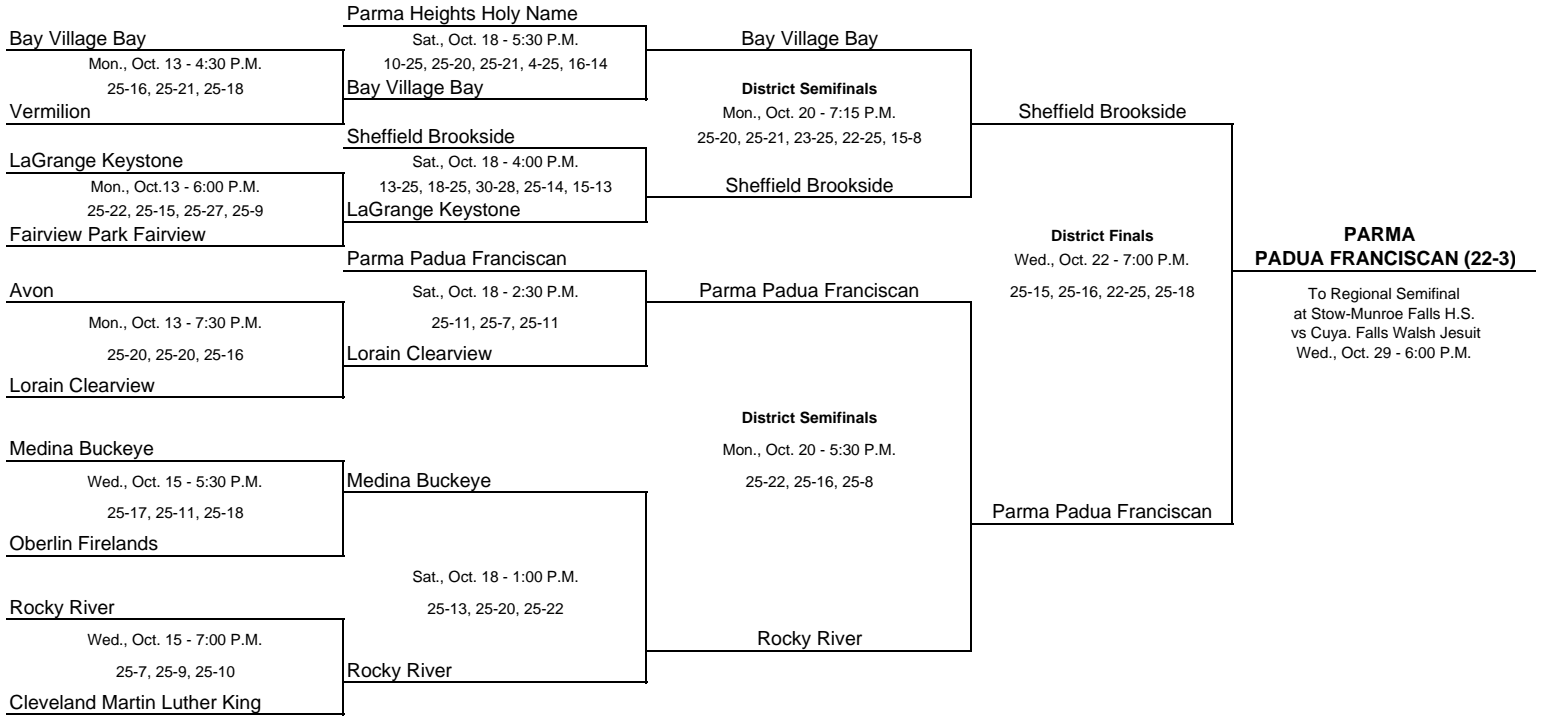 Parma Heights Holy Name
Bay Village Bay
Sat., Oct. 18 - 5:30 P.M.
Bay Village Bay
Mon., Oct. 13 - 4:30 P.M.
10-25, 25-20, 25-21, 4-25, 16-14
25-16, 25-21, 25-18
Bay Village Bay
District Semifinals
Vermilion
Mon., Oct. 20 - 7:15 P.M.
Sheffield Brookside
Sheffield Brookside
25-20, 25-21, 23-25, 22-25, 15-8
LaGrange Keystone
Sat., Oct. 18 - 4:00 P.M.
Mon., Oct.13 - 6:00 P.M.
13-25, 18-25, 30-28, 25-14, 15-13
Sheffield Brookside
25-22, 25-15, 25-27, 25-9
LaGrange Keystone
Fairview Park Fairview
District Finals
PARMA
Parma Padua Franciscan
Wed., Oct. 22 - 7:00 P.M.
PADUA FRANCISCAN (22-3)
Avon
Sat., Oct. 18 - 2:30 P.M.
Parma Padua Franciscan
25-15, 25-16, 22-25, 25-18
To Regional Semifinal
at Stow-Munroe Falls H.S.
Mon., Oct. 13 - 7:30 P.M.
25-11, 25-7, 25-11
vs Cuya. Falls Walsh Jesuit
25-20, 25-20, 25-16
Lorain Clearview
Wed., Oct. 29 - 6:00 P.M.
Lorain Clearview
District Semifinals
Medina Buckeye
Mon., Oct. 20 - 5:30 P.M.
Wed., Oct. 15 - 5:30 P.M.
Medina Buckeye
25-22, 25-16, 25-8
25-17, 25-11, 25-18
Parma Padua Franciscan
Oberlin Firelands
Sat., Oct. 18 - 1:00 P.M.
Rocky River
25-13, 25-20, 25-22
Wed., Oct. 15 - 7:00 P.M.
Rocky River
25-7, 25-9, 25-10
Rocky River
Cleveland Martin Luther King